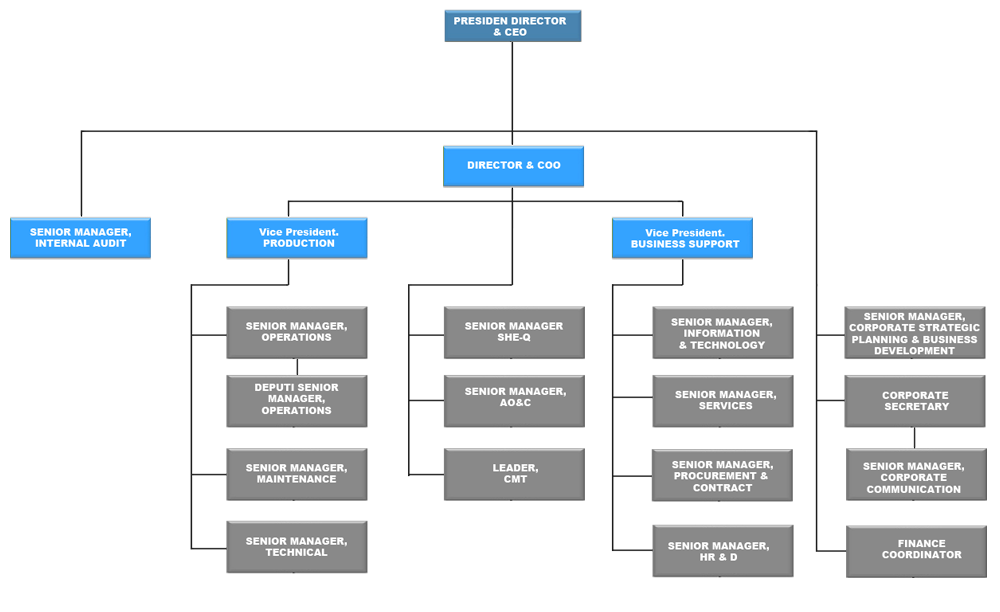 PRESIDEN DIRECTOR
& CEO
DIRECTOR & COO
SENIOR MANAGER,
INTERNAL AUDIT
Vice President.
PRODUCTION
Vice President.
BUSINESS SUPPORT
SENIOR MANAGER,
OPERATIONS
DEPUTI SENIOR
MANAGER,
OPERATIONS
SENIOR MANAGER,
MAINTENANCE
SENIOR MANAGER,
TECHNICAL
SENIOR MANAGER
SHE-Q
SENIOR MANAGER,
AO&C
LEADER,
CMT
SENIOR MANAGER,
INFORMATION
& TECHNOLOGY
SENIOR MANAGER,
SERVICES
SENIOR MANAGER,
PROCUREMENT &
CONTRACT
SENIOR MANAGER,
HR & D
SENIOR MANAGER,
CORPORATE STRATEGIC
PLANNING & BUSINESS
DEVELOPMENT
CORPORATE
SECRETARY
SENIOR MANAGER,
CORPORATE
COMMUNICATION
FINANCE
COORDINATOR